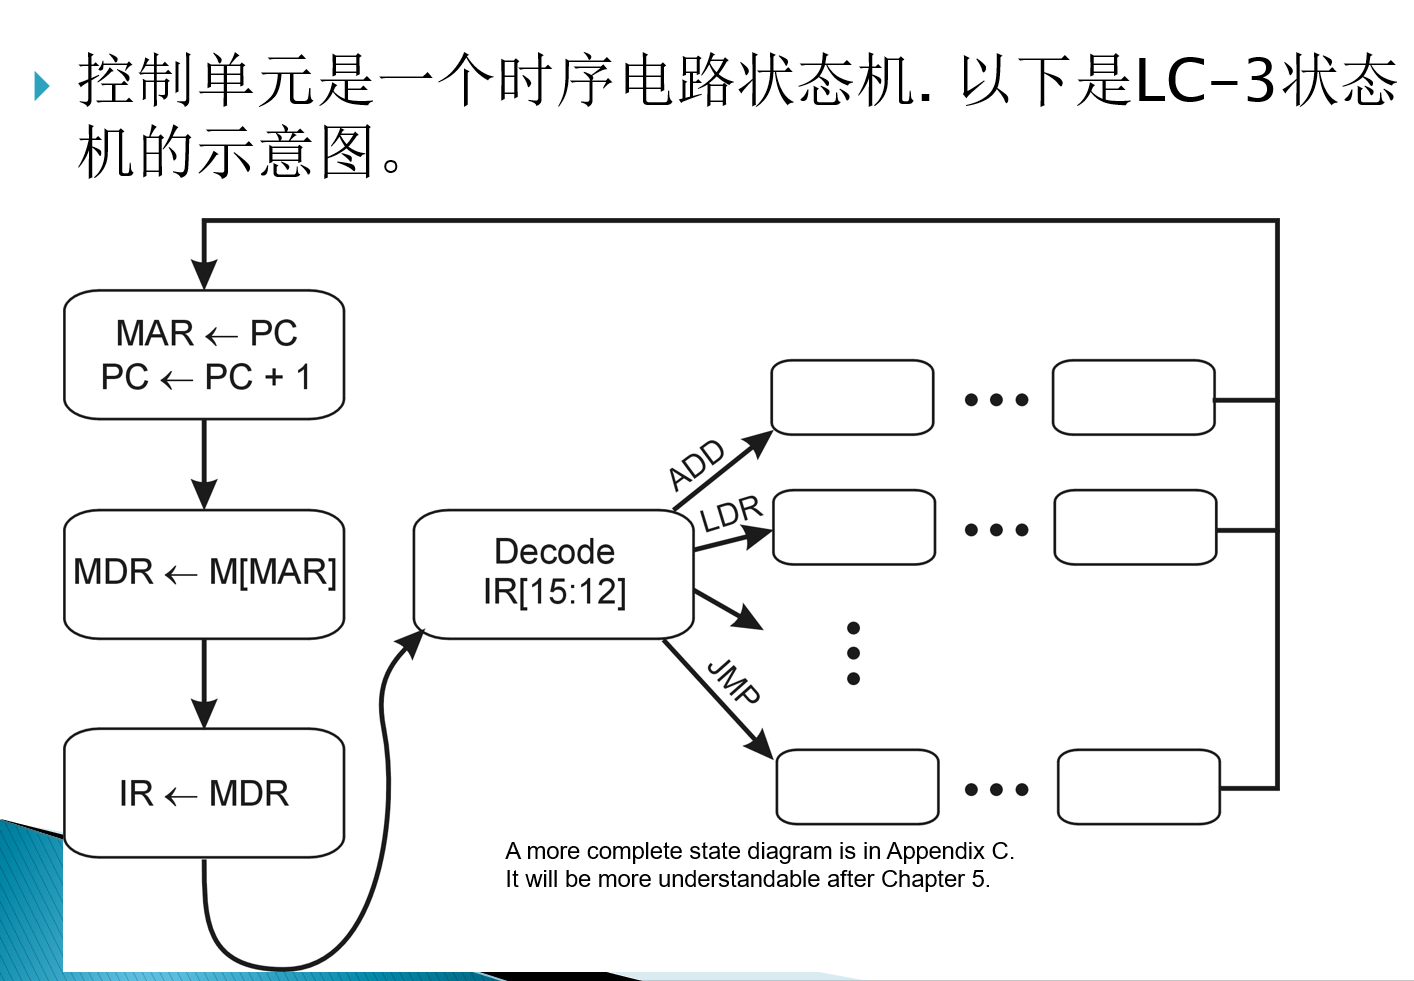 控制单元是一个时序电路状态机. 以下是LC-3状态
机的示意图。
MAR ← PC
PC ← PC + 1
MDR ← M[MAR]
IR ← MDR
Decode
IR[15:12]
ADD
LDR
JMP
A more complete state diagram is in Appendix C.
It will be more understandable after Chapter 5.